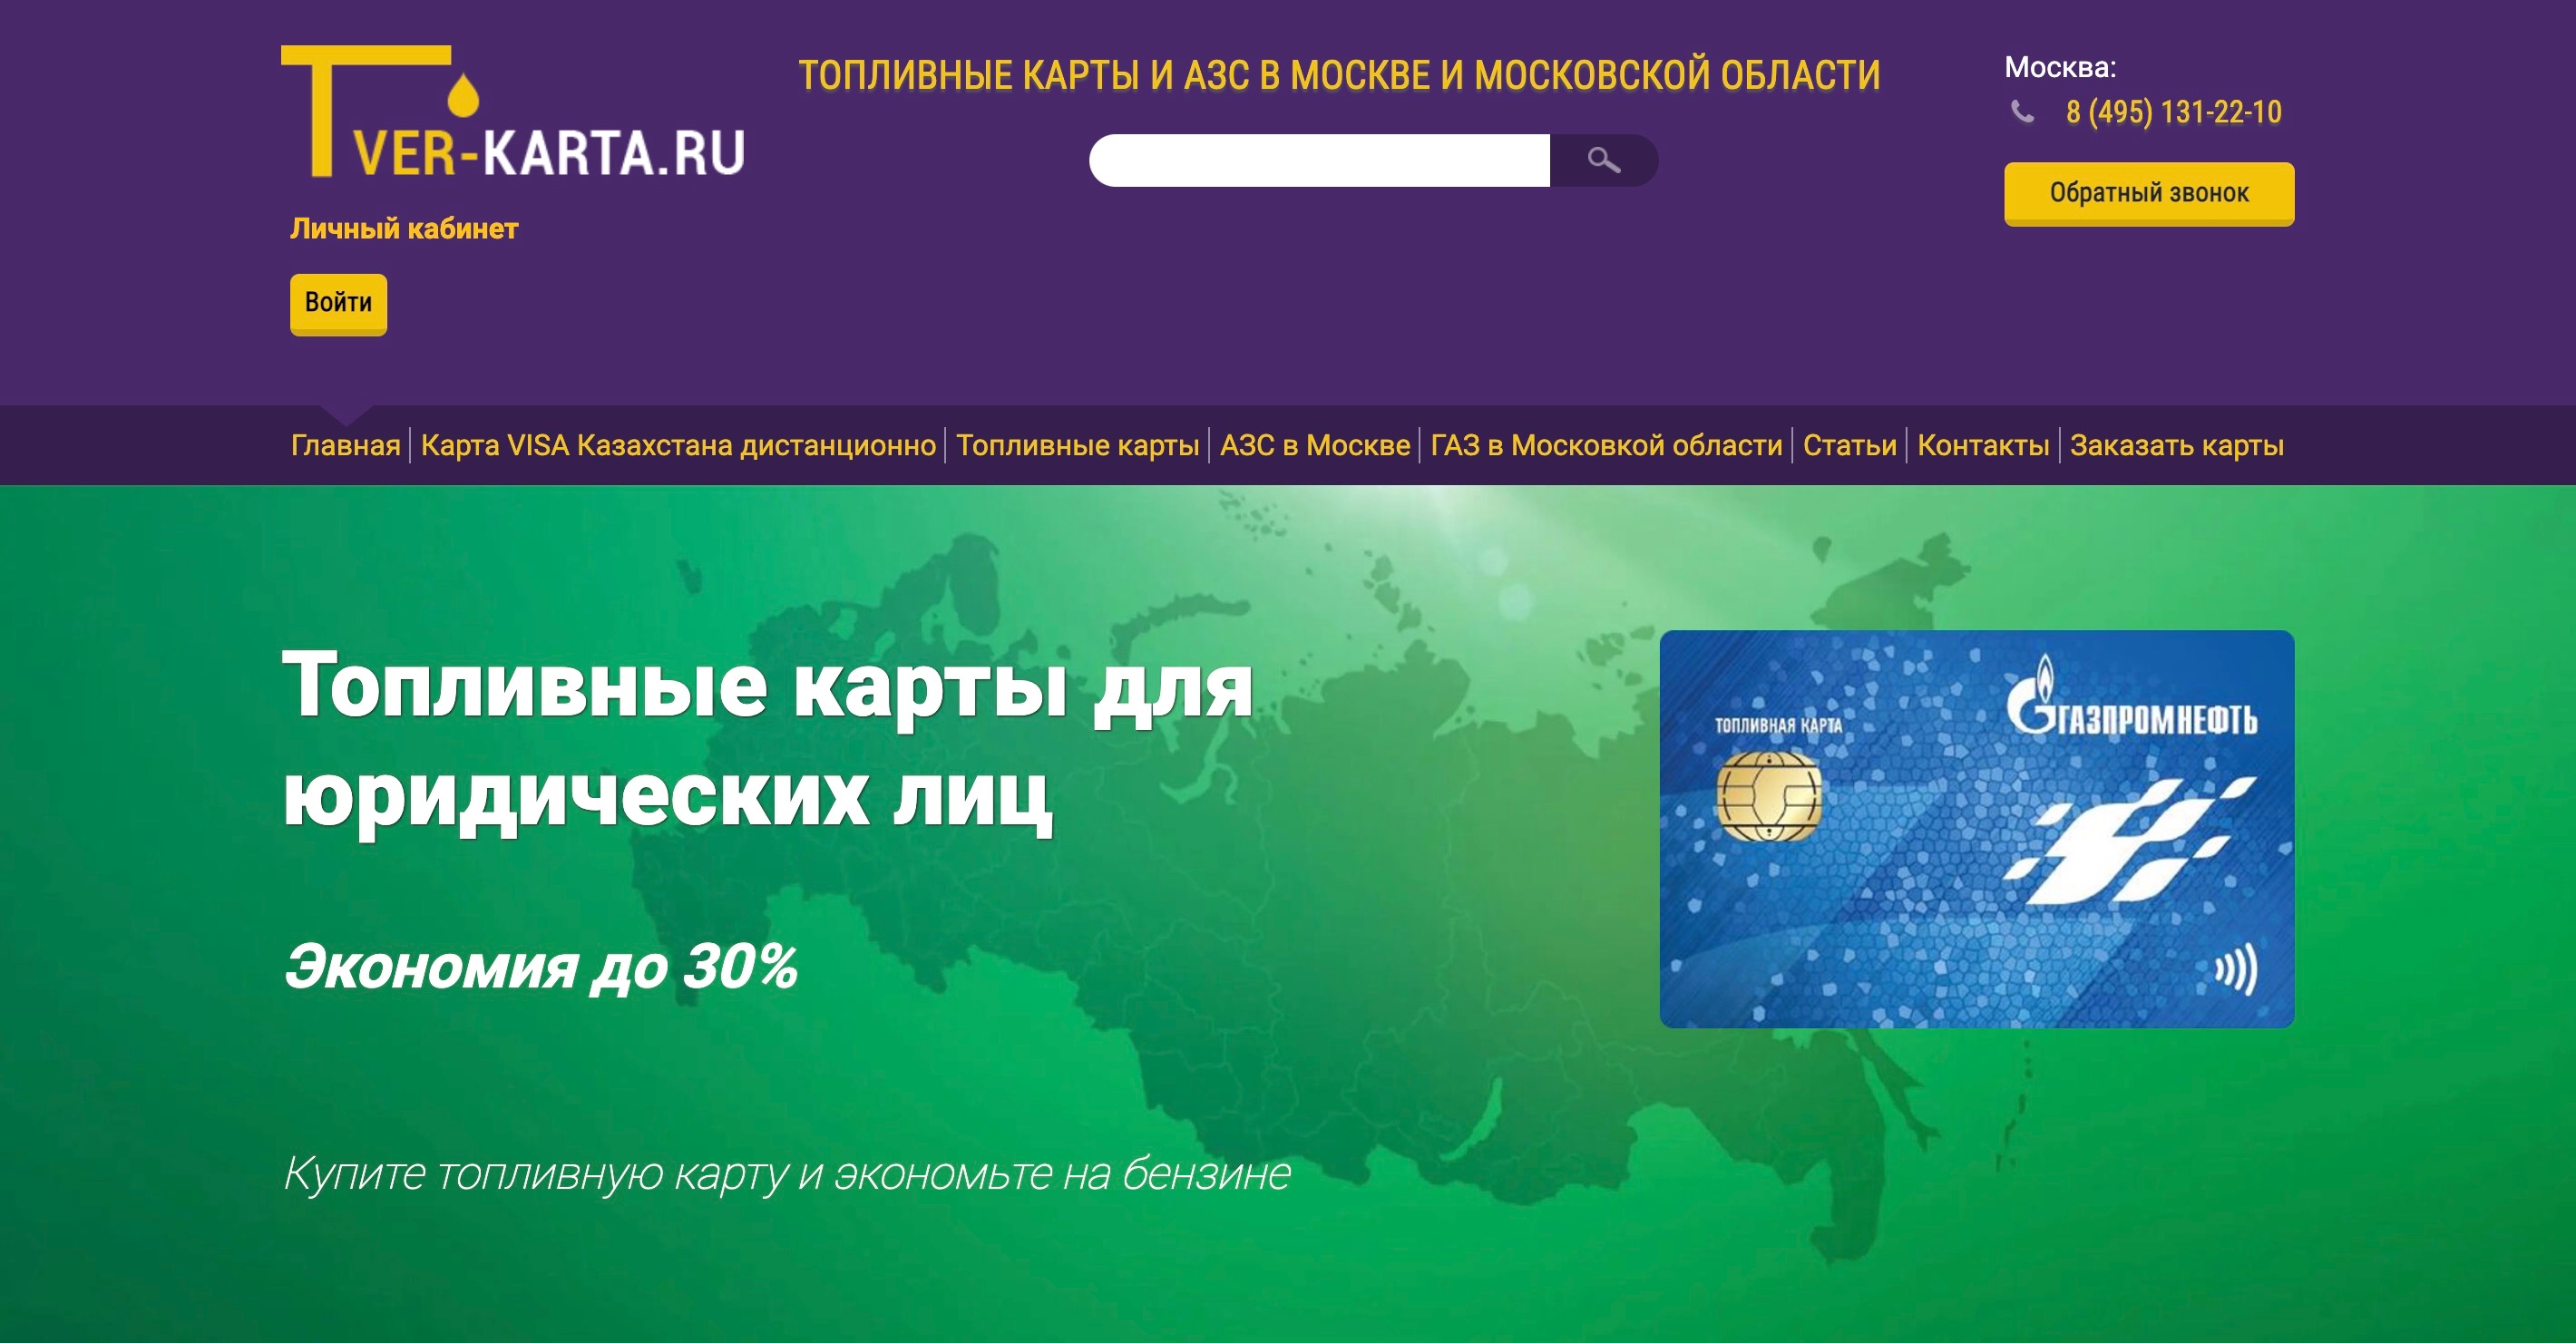 TVER-KARTA.RU
ТОПЛИВНЫЕ КАРТЫ И АЗС В МОСКВЕ И МОСКОВСКОЙ ОБЛАСТИ
Москва:
8 (495) 131-22-10
Обратный звонок
Личный кабинет
Войти
Главная Карта VISA Казахстана дистанционно Топливные карты АЗС в Москве ГАЗ в Московкой области Статьи Контакты Заказать карты
Топливные карты для
юридических лиц
Экономия до 30%
Купите топливную карту и экономьте на бензине
ТОПЛИВНАЯ КАРТА
ГАЗПРОМНЕФТЬ